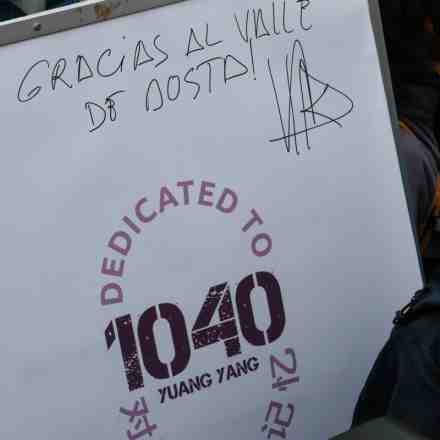 GRACIAS AL VALLE
DE AOSTA!
DEDICATED TO
1040
YUANG YANG